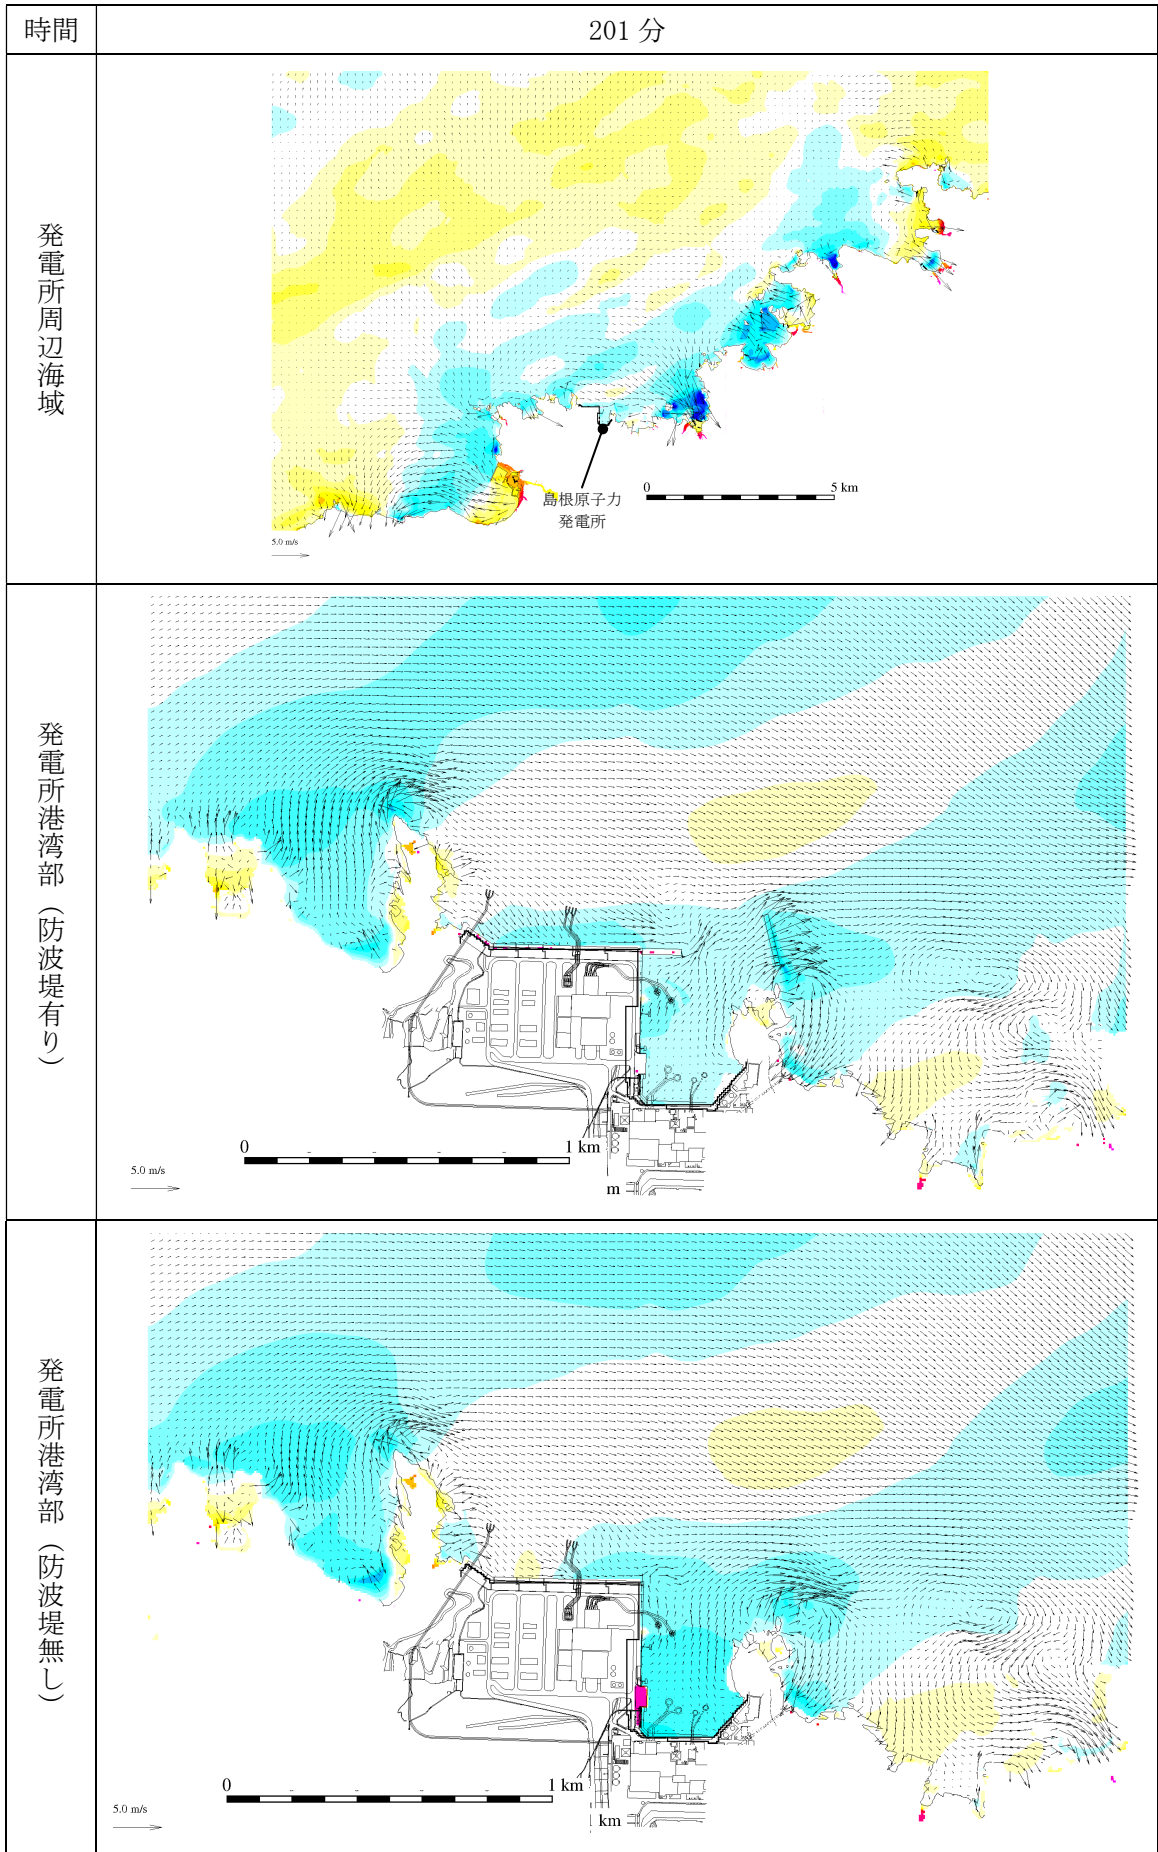 時間
201 分
発電所周辺海域
島根原子力
発電所
0
5 km
5.0 m/s
発電所港湾部（防波堤有り）
0
1 km
5.0 m/s
m
発電所港湾部（防波堤無し）
0
1 km
5.0 m/s
km